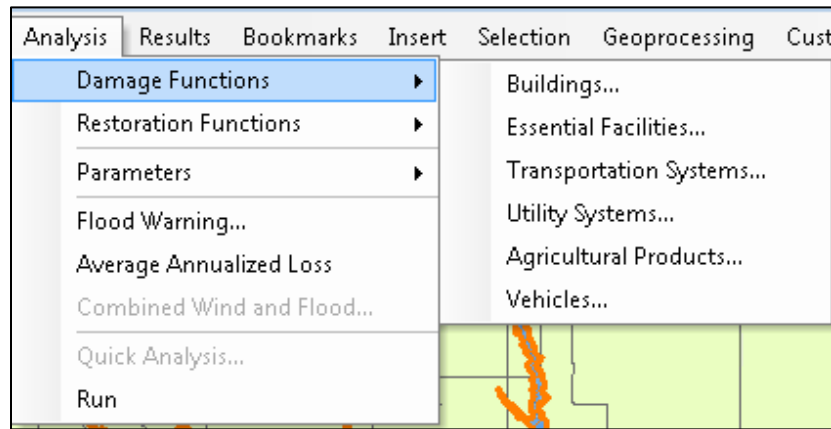 Analysis Results Bookmarks Insert Selection Geoprocessing Cust
Damage Functions
Restoration Functions
Parameters
Flood Warning...
Average Annualized Loss
Combined Wind and Flood...
Quick Analysis...
Run
Buildings...
Essential Facilities...
Transportation Systems...
Utility Systems...
Agricultural Products...
Vehicles...